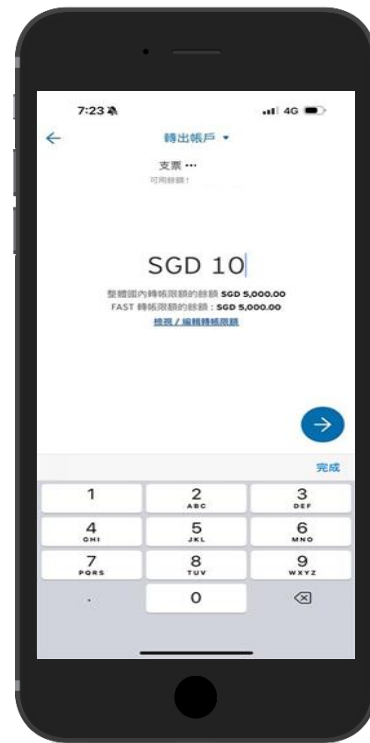 7:23
4G
轉出帳戶
支票 •••
可用餘額：
SGD 10
整體國內轉帳限額的餘額 SGD 5,000.00
FAST 轉帳限額的餘額：SGD 5,000.00
檢視 / 編輯轉帳限額
完成
1 2 3
ABC DEF
4 5 6
GHI JKL MNO
7 8 9
PQRS TUV WXYZ
. 0